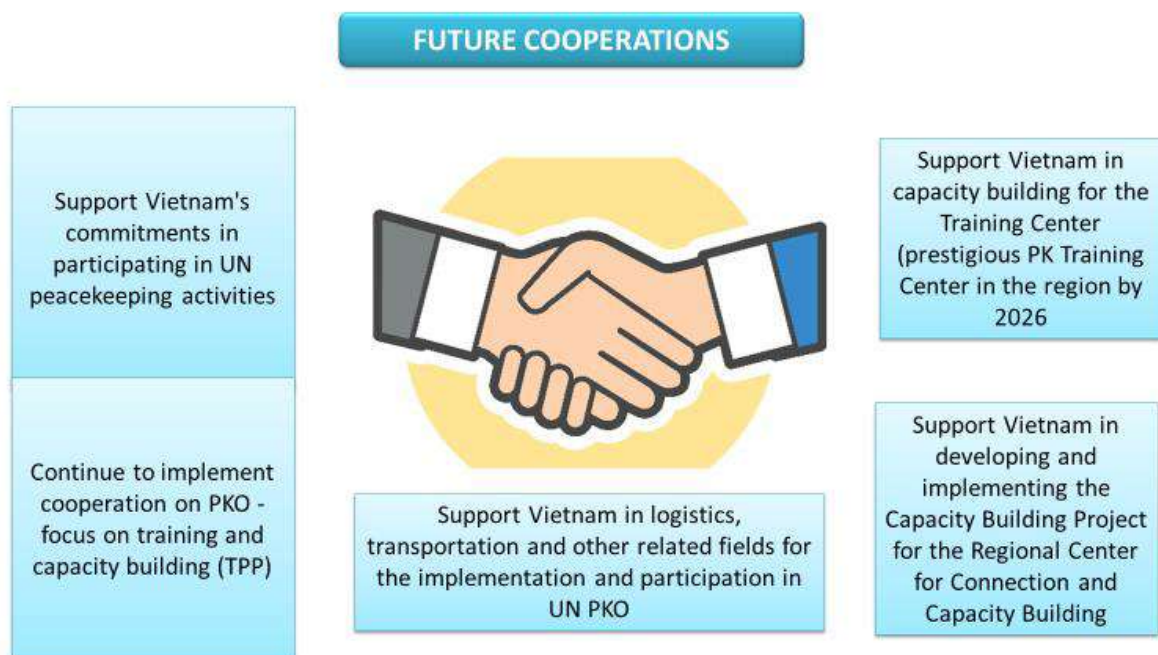 FUTURE COOPERATIONS
Support Vietnam's
commitments in
participating in UN
peacekeeping activities
Continue to implement
cooperation on PKO -
focus on training and
capacity building (TPP)
Support Vietnam in logistics,
transportation and other related fields for
the implementation and participation in
UN PKO
Support Vietnam in
capacity building for the
Training Center
(prestigious PK Training
Center in the region by
2026
Support Vietnam in
developing and
implementing the
Capacity Building Project
for the Regional Center
for Connection and
Capacity Building